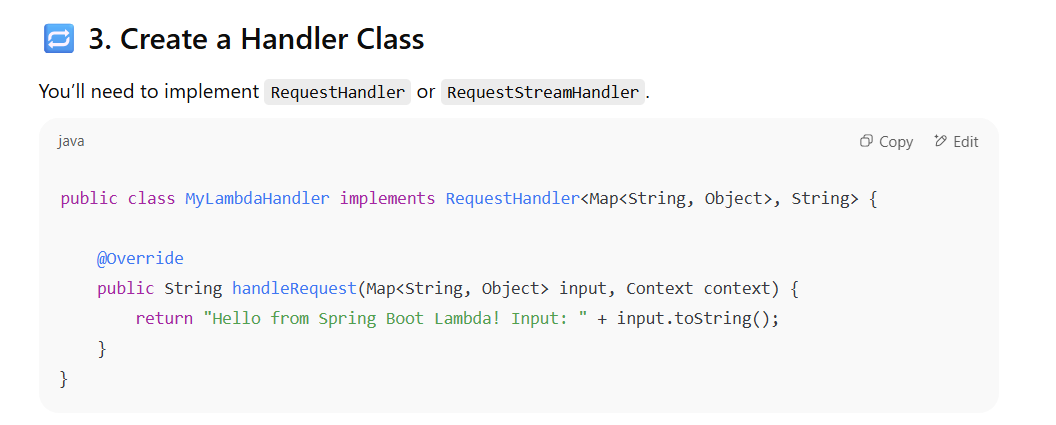 🔁 3. Create a Handler Class
You’ll need to implement RequestHandler or RequestStreamHandler.
java
Copy
Edit
public class MyLambdaHandler implements RequestHandler<Map<String, Object>, String> {
    @Override
    public String handleRequest(Map<String, Object> input, Context context) {
        return "Hello from Spring Boot Lambda! Input: " + input.toString();
    }
}